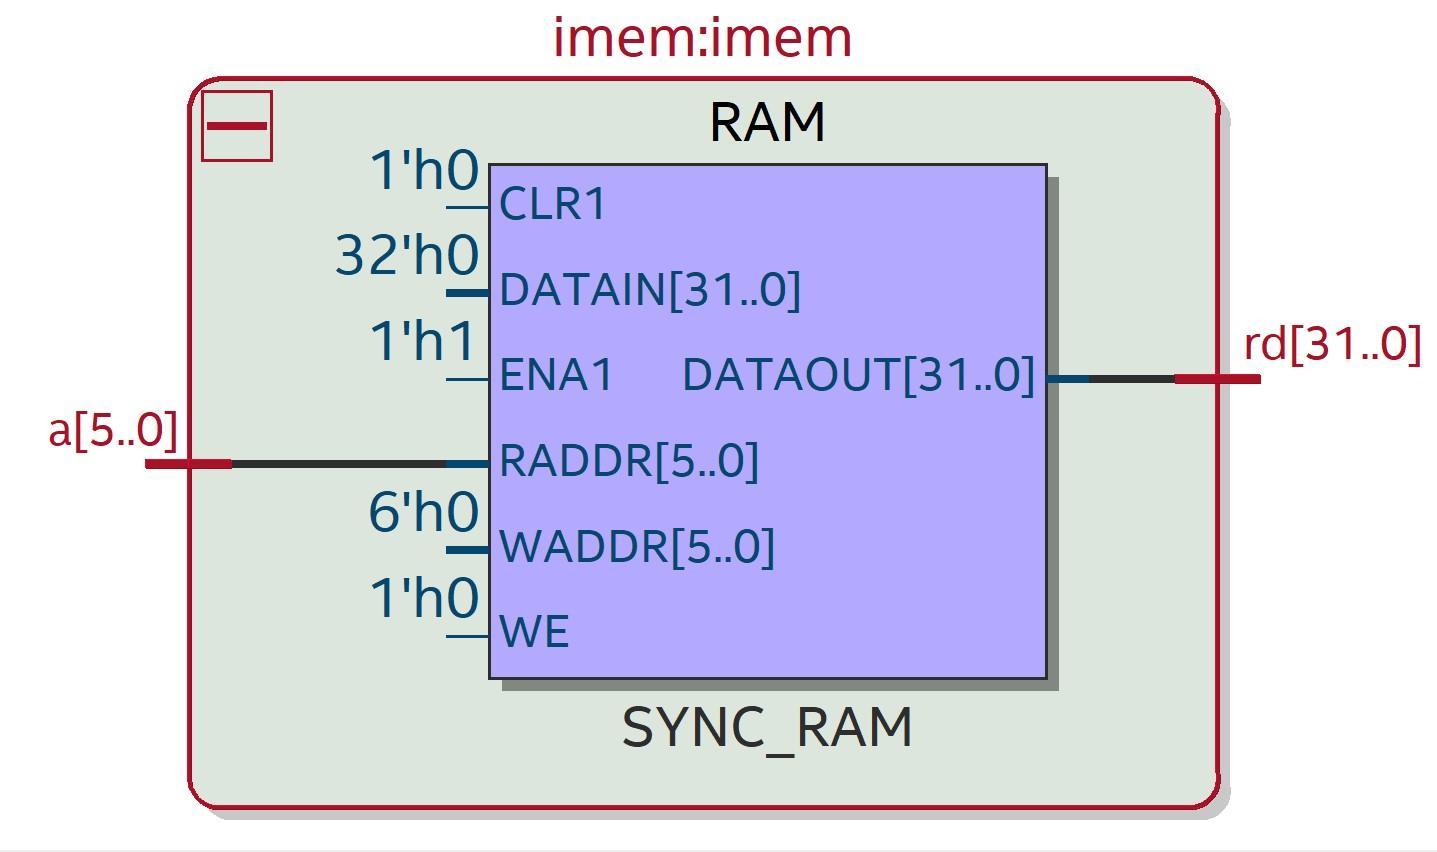 imem:imem
RAM
1'h0
CLR1
32'h0
DATAIN[31..0]
1'h1
ENA1
DATAOUT[31..0]
rd[31..0]
a[5..0]
RADDR[5..0]
6'h0
WADDR[5..0]
1'h0
WE
SYNC_RAM